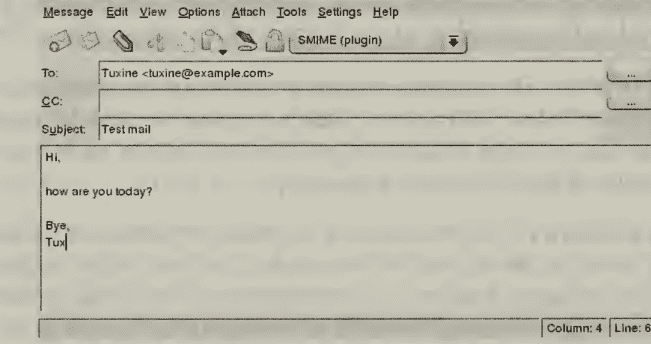 Message Edit View Options Attach Tools Settings Help
SMIME (plugin)
To: Tuxine <tuxine@example.com> ...
CC: ...
Subject: Test mail
Hi,
how are you today?
Bye,
Tux
Column: 4 Line: 6